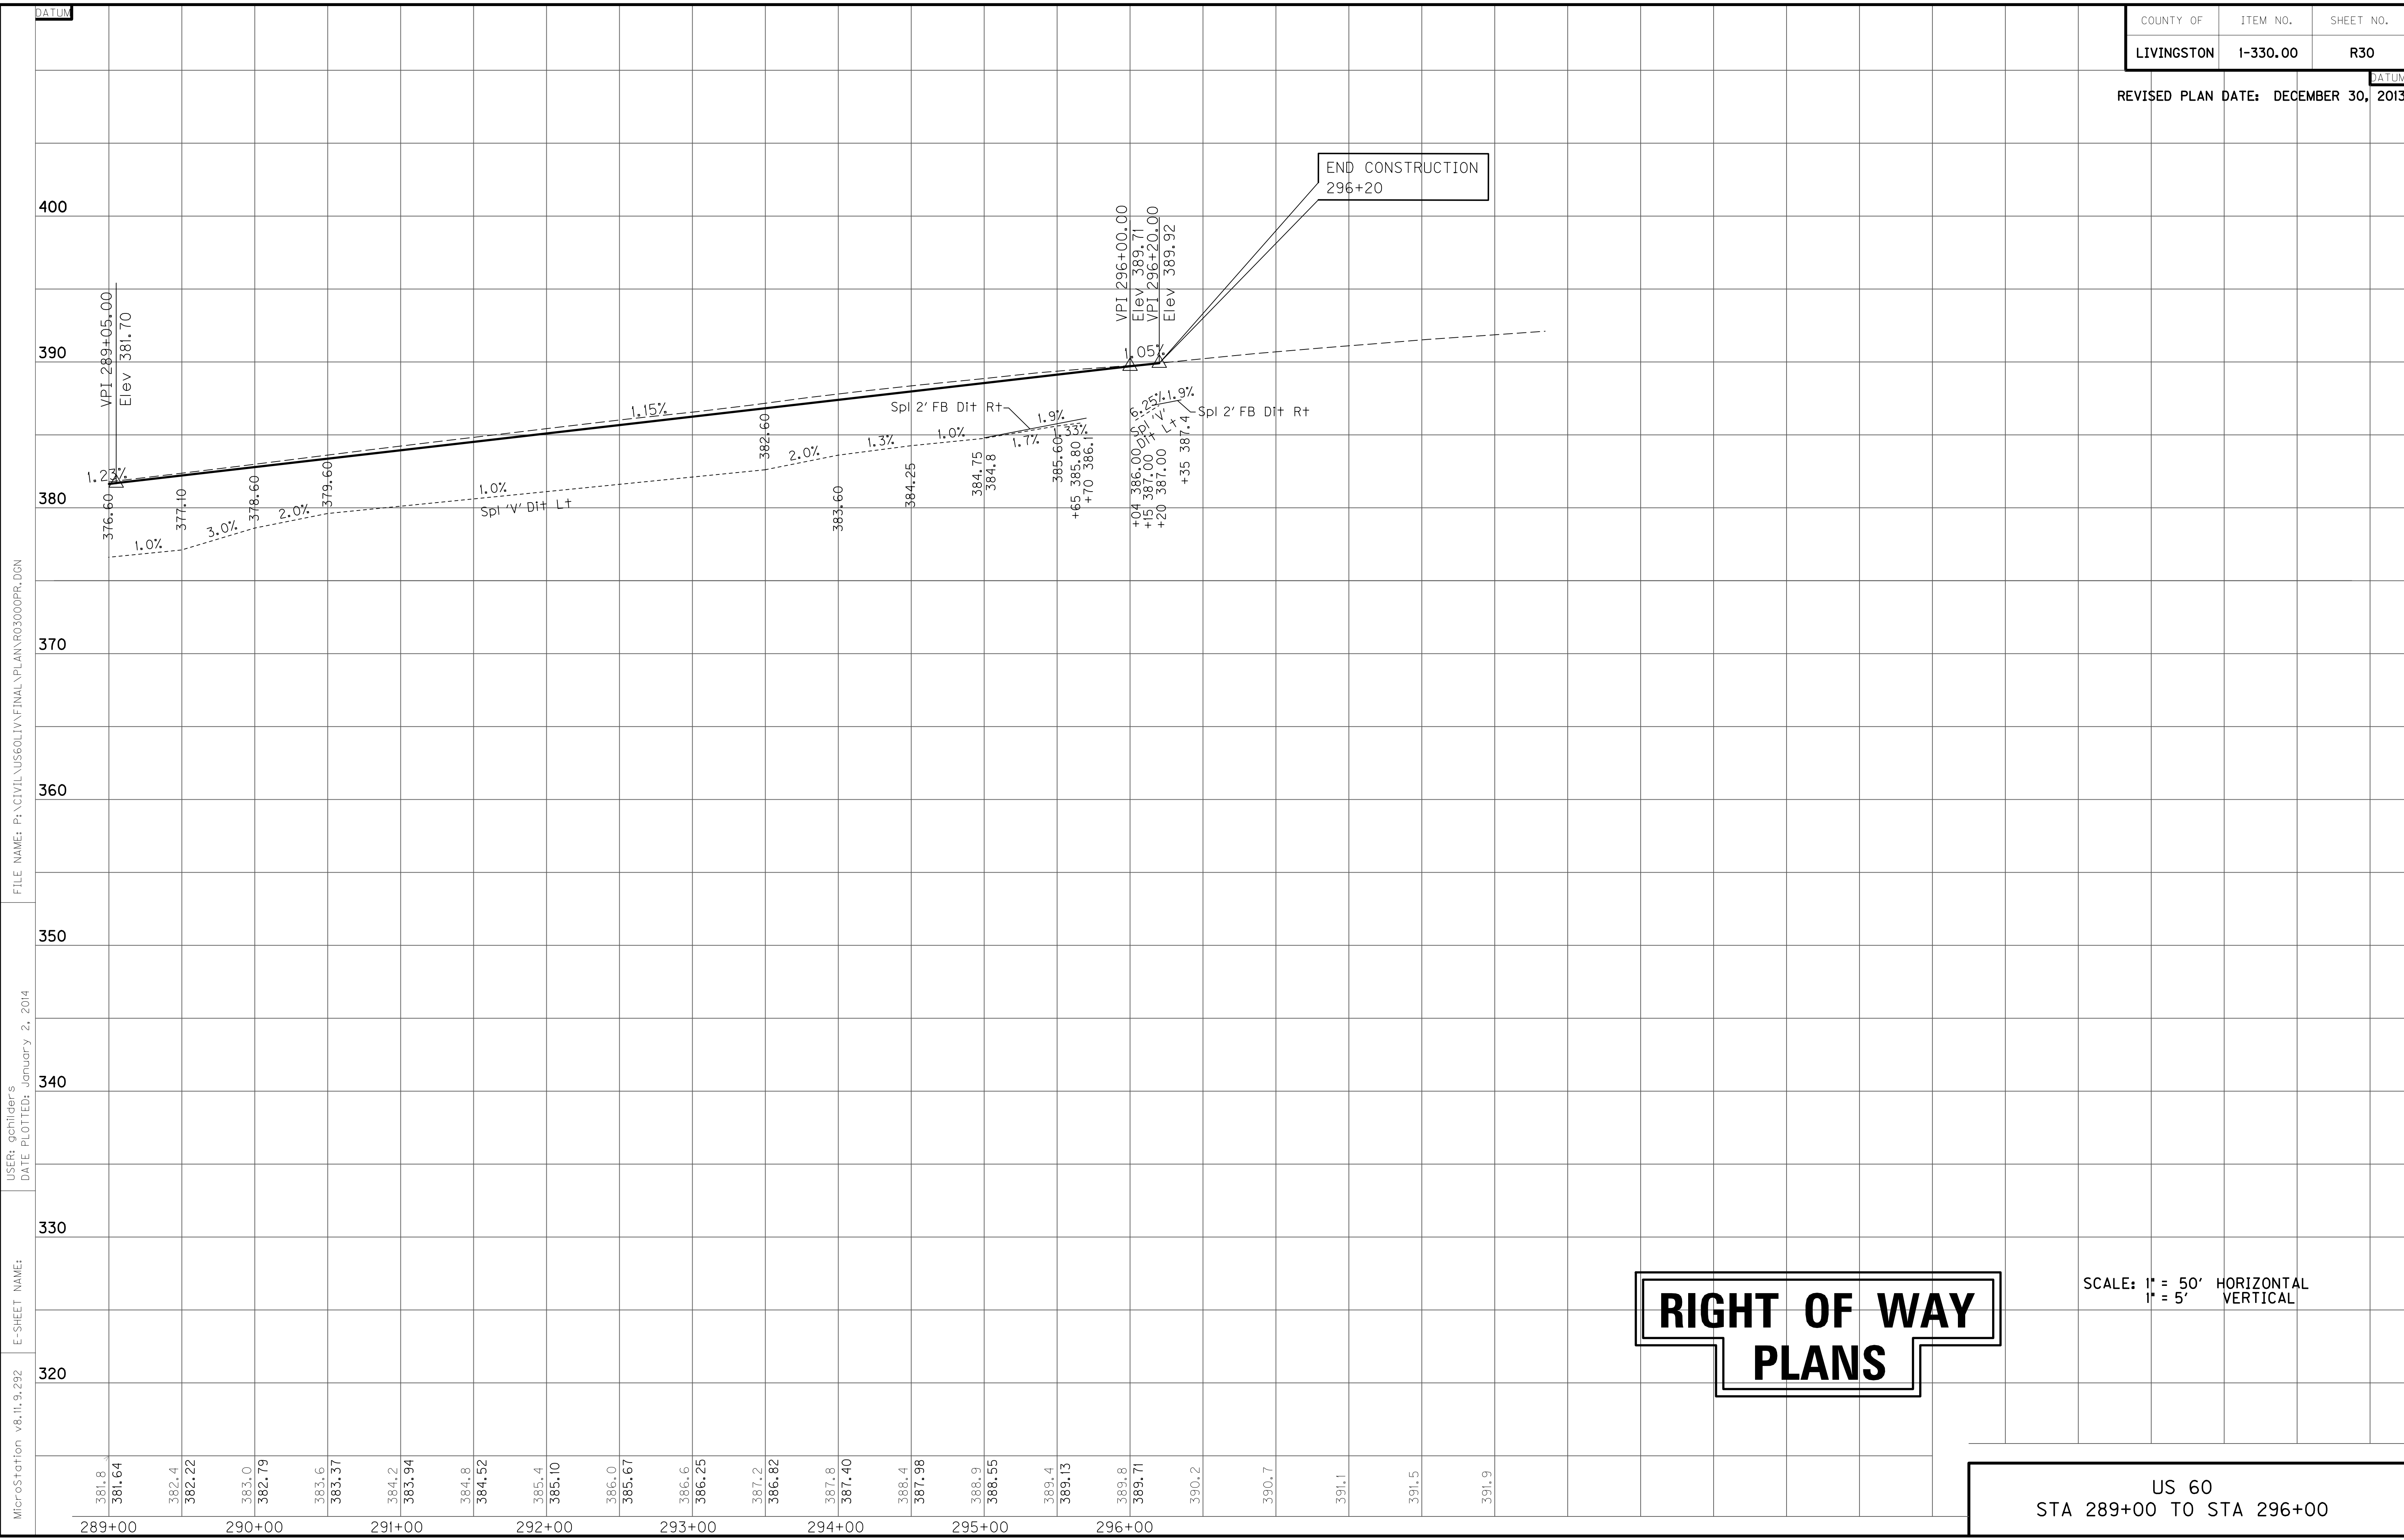 DATUM
COUNTY OF
ITEM NO.
SHEET NO.
LIVINGSTON
1-330.00
R30
DATUM
REVISED PLAN DATE: DECEMBER 30, 2013
END CONSTRUCTION
296+20
400
390
380
370
360
350
340
330
320
VPI 289+05.00
Elev 381.70
VPI 296+00.00
Elev 389.71
VPI 296+20.00
Elev 389.92
1.23%
1.15%
1.05%
376.60
377.10
378.60
379.60
382.60
383.60
384.25
384.75
384.8
385.60
+65 385.80
+70 386.1
+04 386.00
+15 387.00
+20 387.00
+35 387.4
1.0%
3.0%
2.0%
1.0%
Spl 'V' Dit Lt
2.0%
1.3%
1.0%
Spl 2' FB Dit Rt
1.9%
1.7%
1.33%
6.25%
1.9%
Spl 'V'
Dit Lt
Spl 2' FB Dit Rt
FILE NAME: P:\CIVIL\US60LIV\FINAL\PLAN\R03000PR.DGN
USER: gchilders
DATE PLOTTED: January 2, 2014
E-SHEET NAME:
MicroStation v8.11.9.292
RIGHT OF WAY
PLANS
SCALE: 1" = 50' HORIZONTAL
1" = 5' VERTICAL
381.8
381.64
382.4
382.22
383.0
382.79
383.6
383.37
384.2
383.94
384.8
384.52
385.4
385.10
386.0
385.67
386.6
386.25
387.2
386.82
387.8
387.40
388.4
387.98
388.9
388.55
389.4
389.13
389.8
389.71
390.2
390.7
391.1
391.5
391.9
289+00
290+00
291+00
292+00
293+00
294+00
295+00
296+00
US 60
STA 289+00 TO STA 296+00